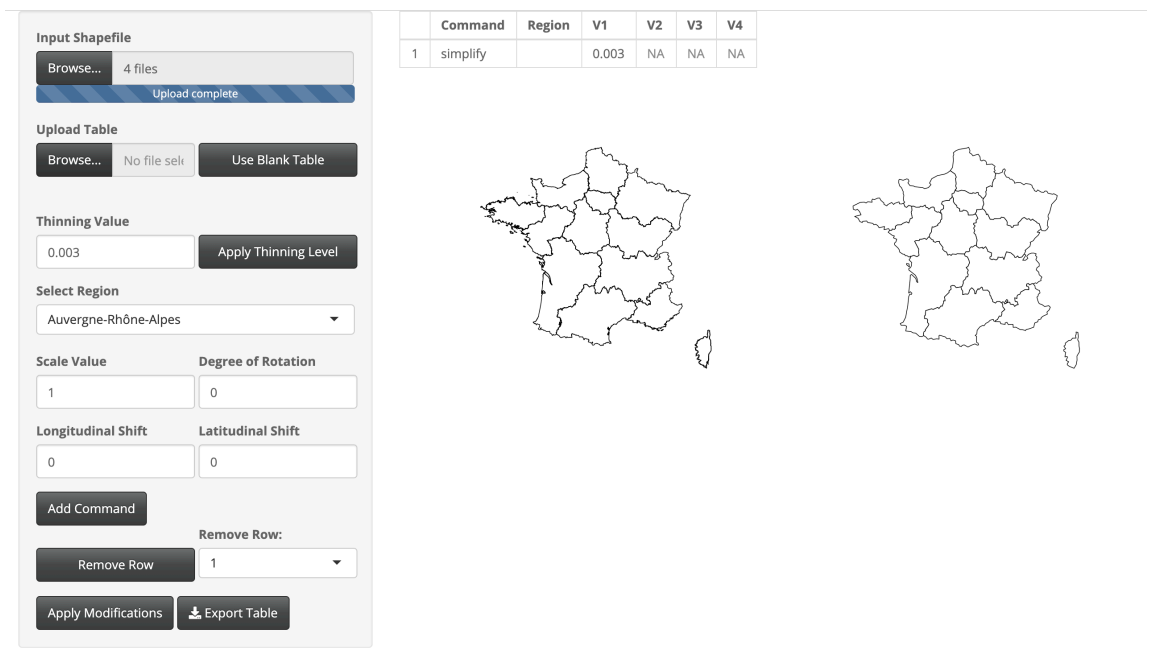 Input Shapefile
Browse... 4 files
Upload complete
Upload Table
Browse... No file sele Use Blank Table
Thinning Value
0.003 Apply Thinning Level
Select Region
Auvergne-Rhône-Alpes
Scale Value Degree of Rotation
1 0
Longitudinal Shift Latitudinal Shift
0 0
Add Command
Remove Row:
Remove Row 1
Apply Modifications Export Table
Command Region V1 V2 V3 V4
1 simplify 0.003 NA NA NA